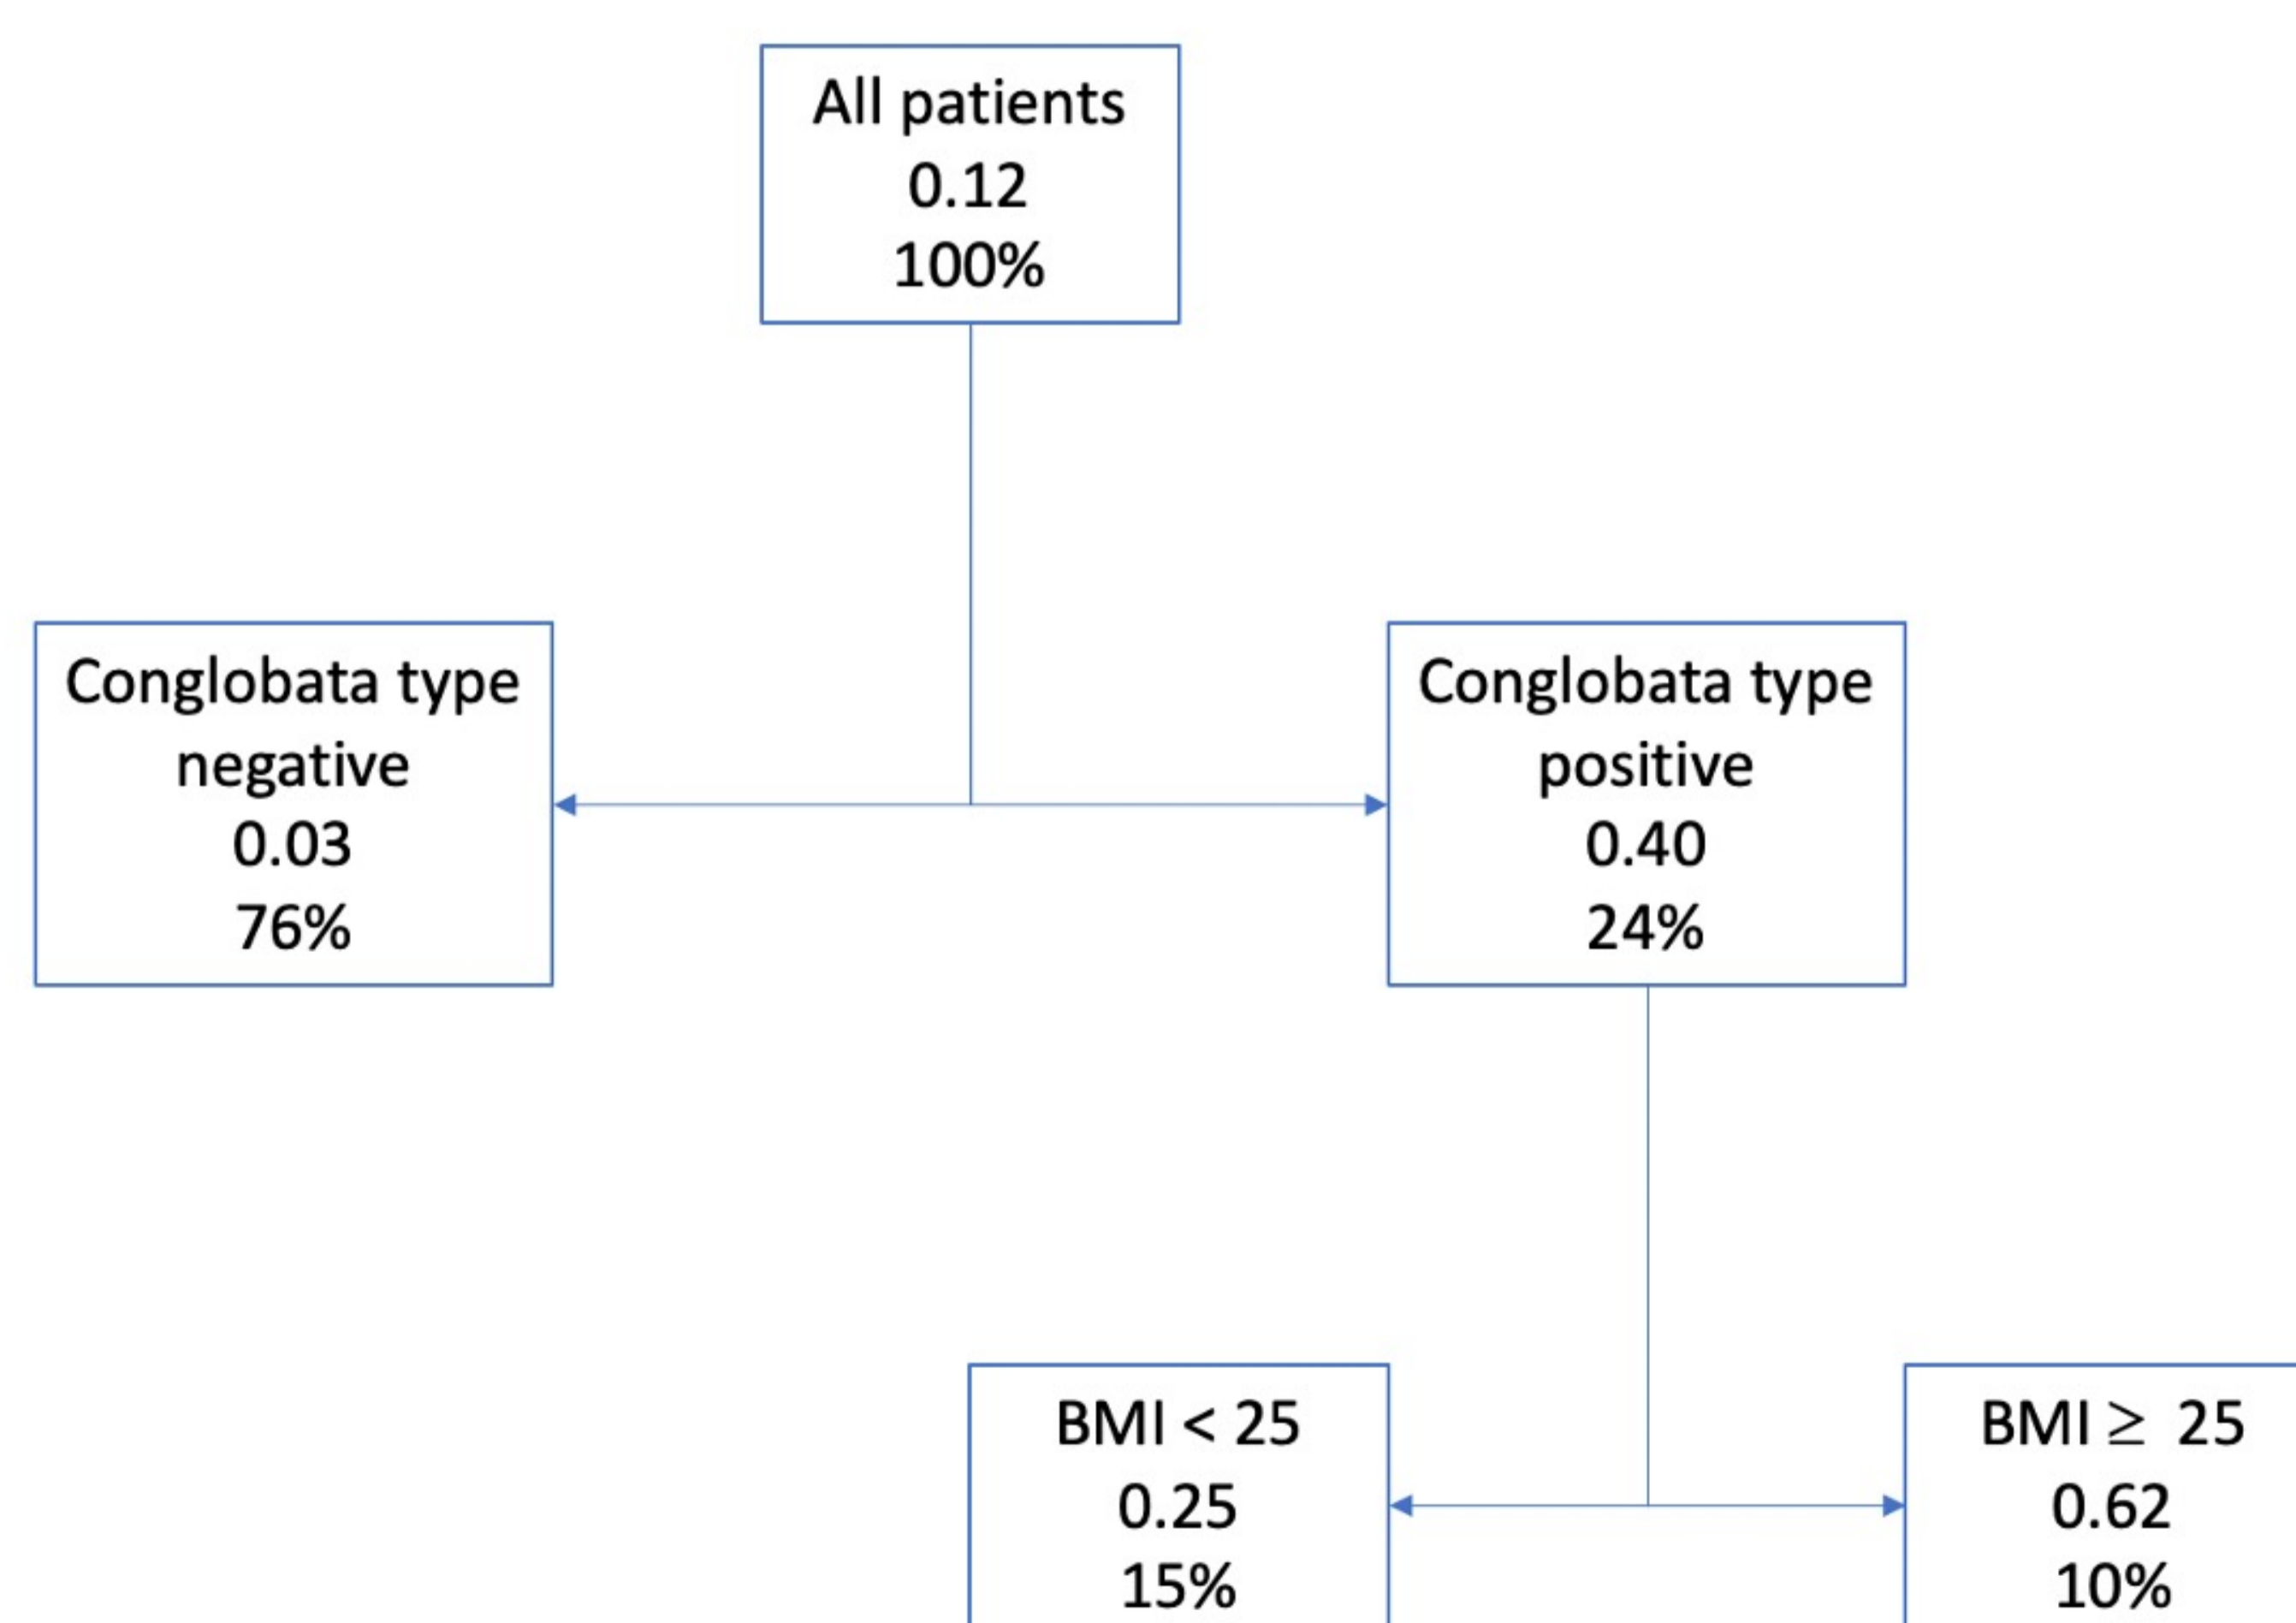 All patients
0.12
100%
Conglobata type
negative
0.03
76%
Conglobata type
positive
0.40
24%
BMI < 25
0.25
15%
BMI ≥ 25
0.62
10%